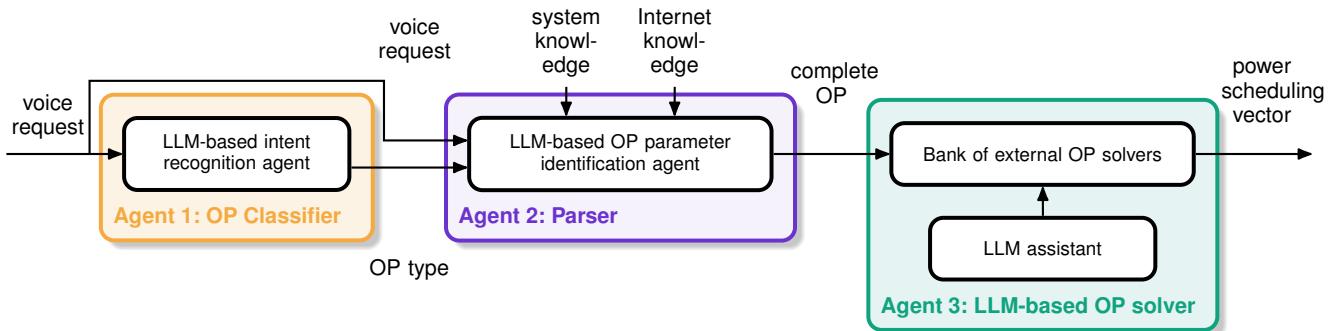 voice
request
LLM-based intent
recognition agent
Agent 1: OP Classifier
OP type
voice
request
system
knowl-
edge
Internet
knowl-
edge
LLM-based OP parameter
identification agent
Agent 2: Parser
complete
OP
Bank of external OP solvers
LLM assistant
Agent 3: LLM-based OP solver
power
scheduling
vector